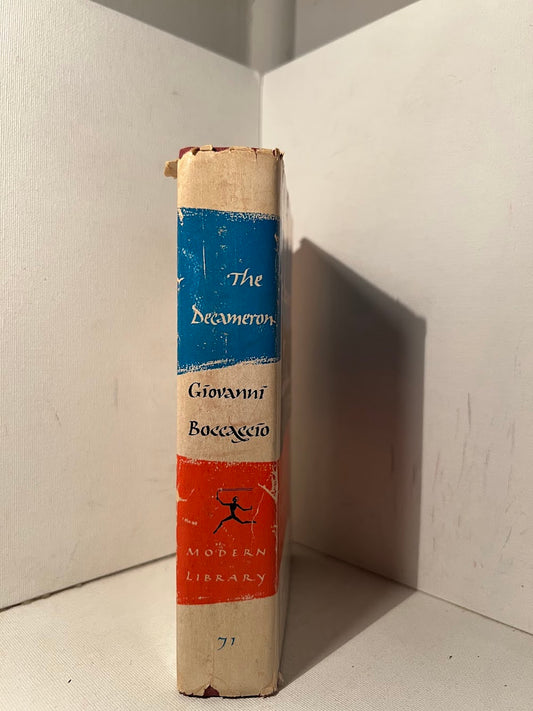 The
Decameron
Giovanni
Boccaccio
MODERN
LIBRARY
71